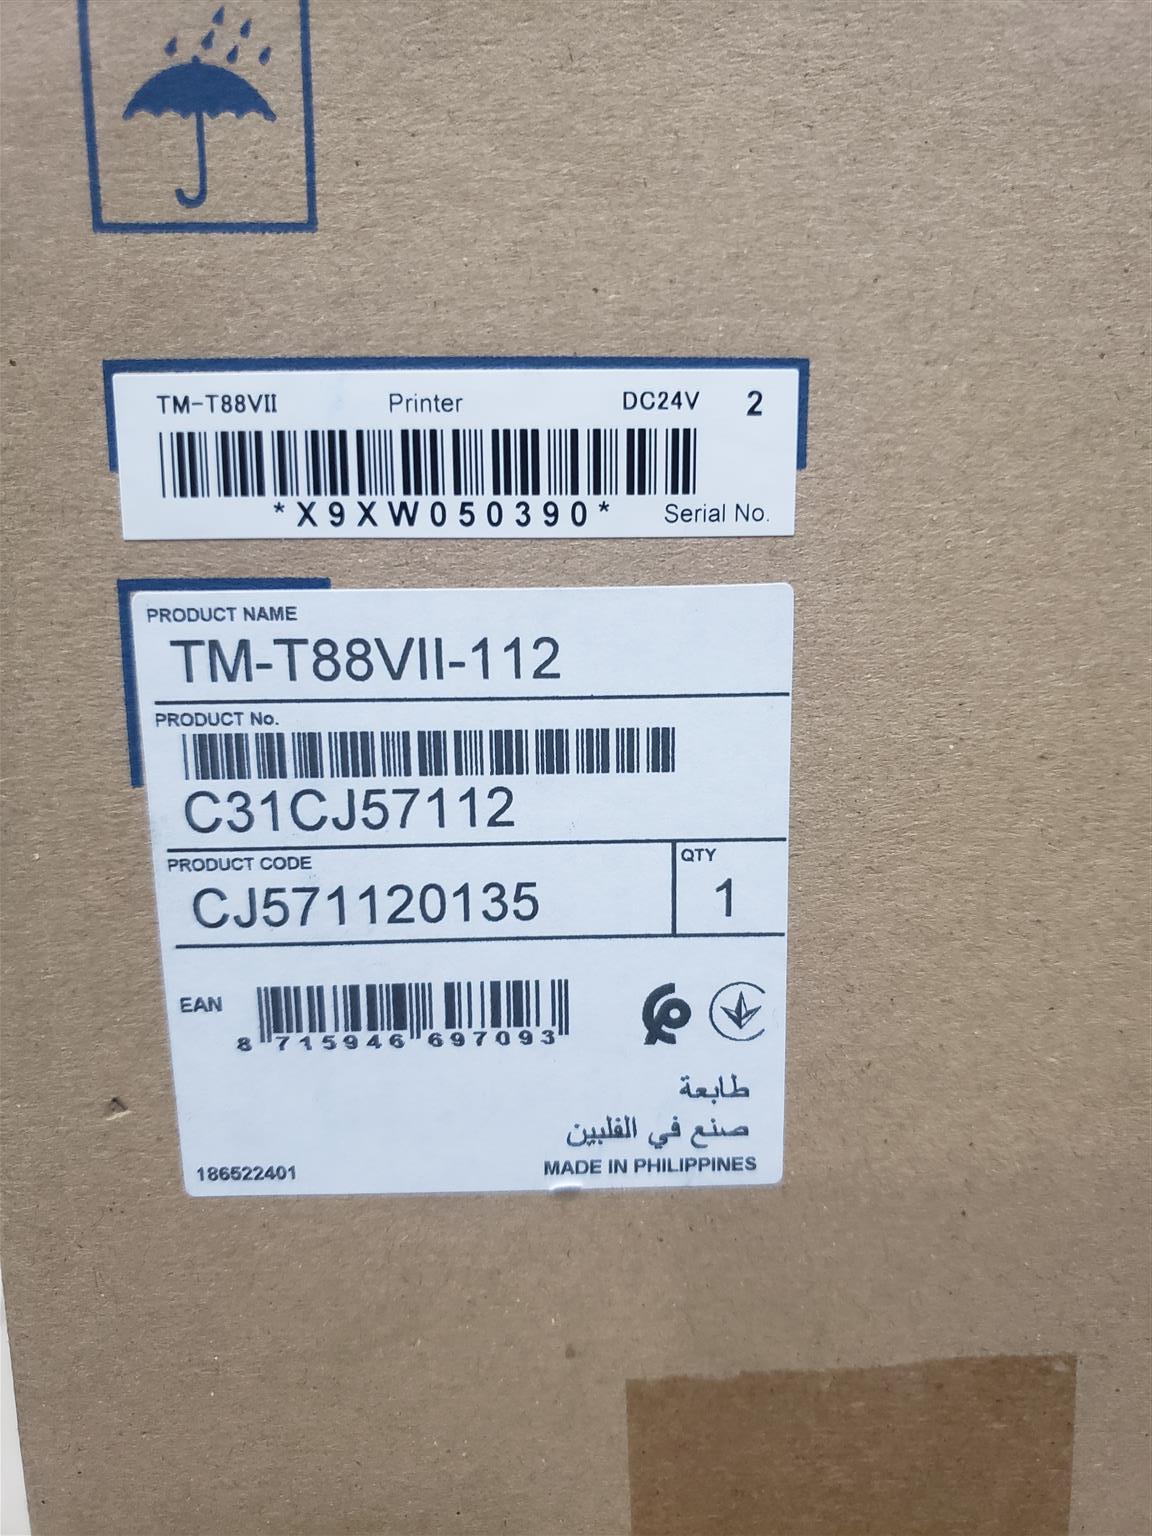 TM-T88VII Printer DC24V 2
*X9XW050390* Serial No.
PRODUCT NAME
TM-T88VII-112
PRODUCT No.
C31CJ57112
PRODUCT CODE
CJ571120135
QTY
1
EAN
8 715946 697093
طابعة
صنع في الفلبين
186522401 MADE IN PHILIPPINES